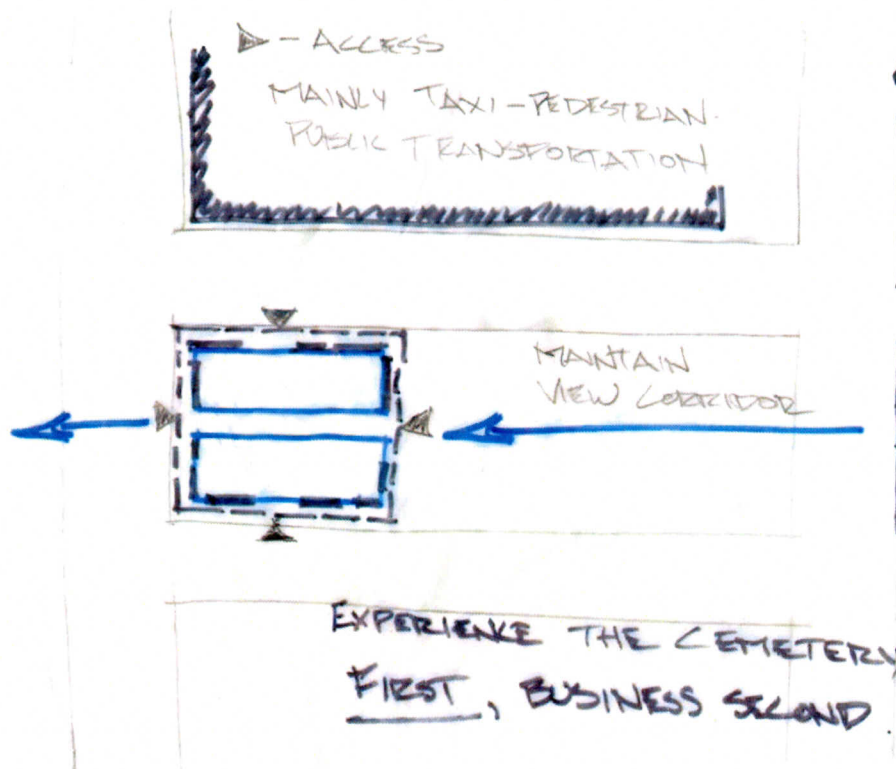 - ACCESS
MAINLY TAXI-PEDESTRIAN.
PUBLIC TRANSPORTATION
MAINTAIN
VIEW CORRIDOR
EXPERIENCE THE CEMETERY
FIRST, BUSINESS SECOND.